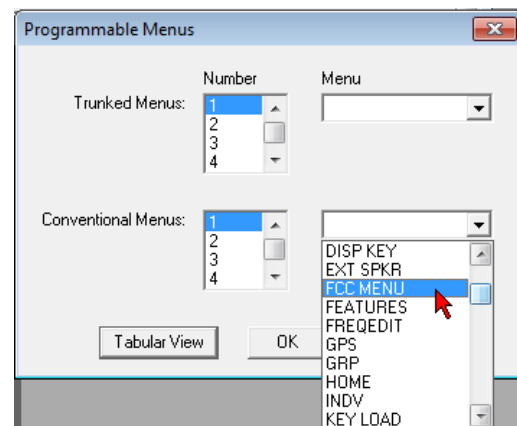 Programmable Menus
Number Menu
Trunked Menus:
1
2
3
4
Conventional Menus:
1
2
3
4
DISP KEY
EXT SPKR
FCC MENU
FEATURES
FREQEDIT
GPS
GRP
HOME
INDV
KEY LOAD
Tabular View OK